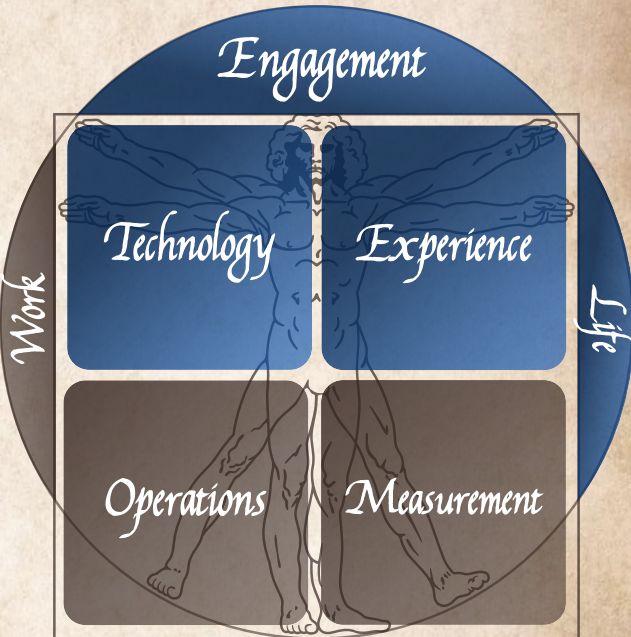 Engagement
Technology
Experience
Work
Life
Operations
Measurement